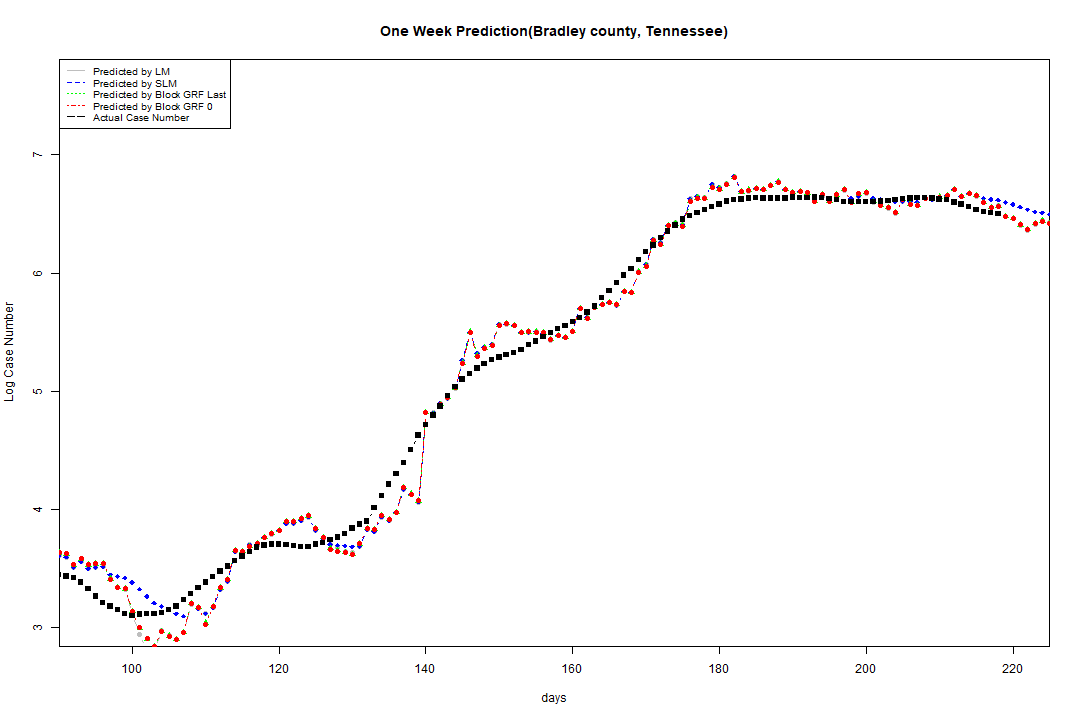 One Week Prediction(Bradley county, Tennessee)
Predicted by LM
Predicted by SLM
Predicted by Block GRF Last
Predicted by Block GRF 0
Actual Case Number
Log Case Number
7
6
5
4
3
100 120 140 160 180 200 220
days